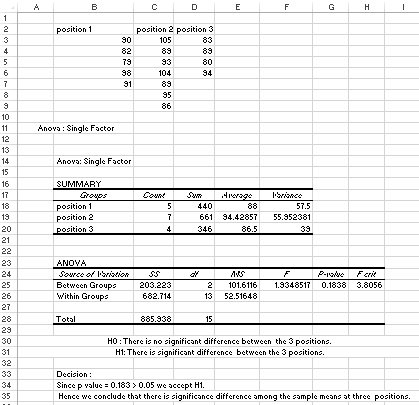 A B C D E F G H I
1
2 position 1 position 2 position 3
3 90 105 83
4 82 89 89
5 79 93 80
6 98 104 94
7 91 89
8 95
9 86
10
11 Anova : Single Factor
12
13
14 Anova: Single Factor
15
16 SUMMARY
17 Groups Count Sum Average Variance
18 position 1 5 440 88 57.5
19 position 2 7 661 94.42857 55.952381
20 position 3 4 346 86.5 39
21
22
23 ANOVA
24 Source of Variation SS df MS F P-value F crit
25 Between Groups 203.223 2 101.6116 1.9348517 0.1838 3.8056
26 Within Groups 682.714 13 52.51648
27
28 Total 885.938 15
29
30 H0 : There is no significant difference between the 3 positions.
31 H1: There is significant difference between the 3 positions.
32
33 Decision :
34 Since p value = 0.183 > 0.05 we accept H1.
35 Hence we conclude that there is significance difference among the sample means at three positions.